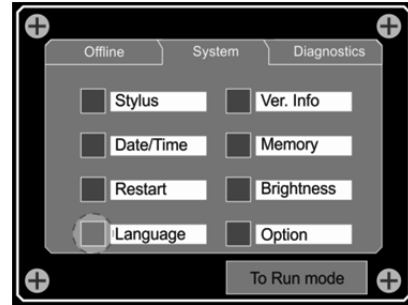 Offline System Diagnostics
Stylus Ver. Info
Date/Time Memory
Restart Brightness
Language Option
To Run mode